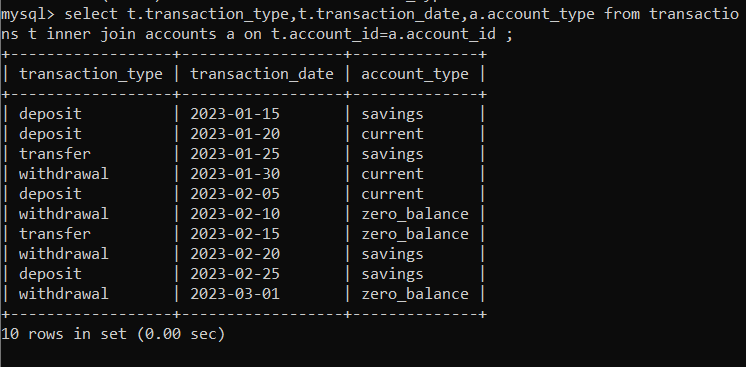 mysql> select t.transaction_type,t.transaction_date,a.account_type from transactio
ns t inner join accounts a on t.account_id=a.account_id ;
+------------------+------------------+--------------+
| transaction_type | transaction_date | account_type |
+------------------+------------------+--------------+
| deposit          | 2023-01-15       | savings      |
| deposit          | 2023-01-20       | current      |
| transfer         | 2023-01-25       | savings      |
| withdrawal       | 2023-01-30       | current      |
| deposit          | 2023-02-05       | current      |
| withdrawal       | 2023-02-10       | zero_balance |
| transfer         | 2023-02-15       | zero_balance |
| withdrawal       | 2023-02-20       | savings      |
| deposit          | 2023-02-25       | savings      |
| withdrawal       | 2023-03-01       | zero_balance |
+------------------+------------------+--------------+
10 rows in set (0.00 sec)